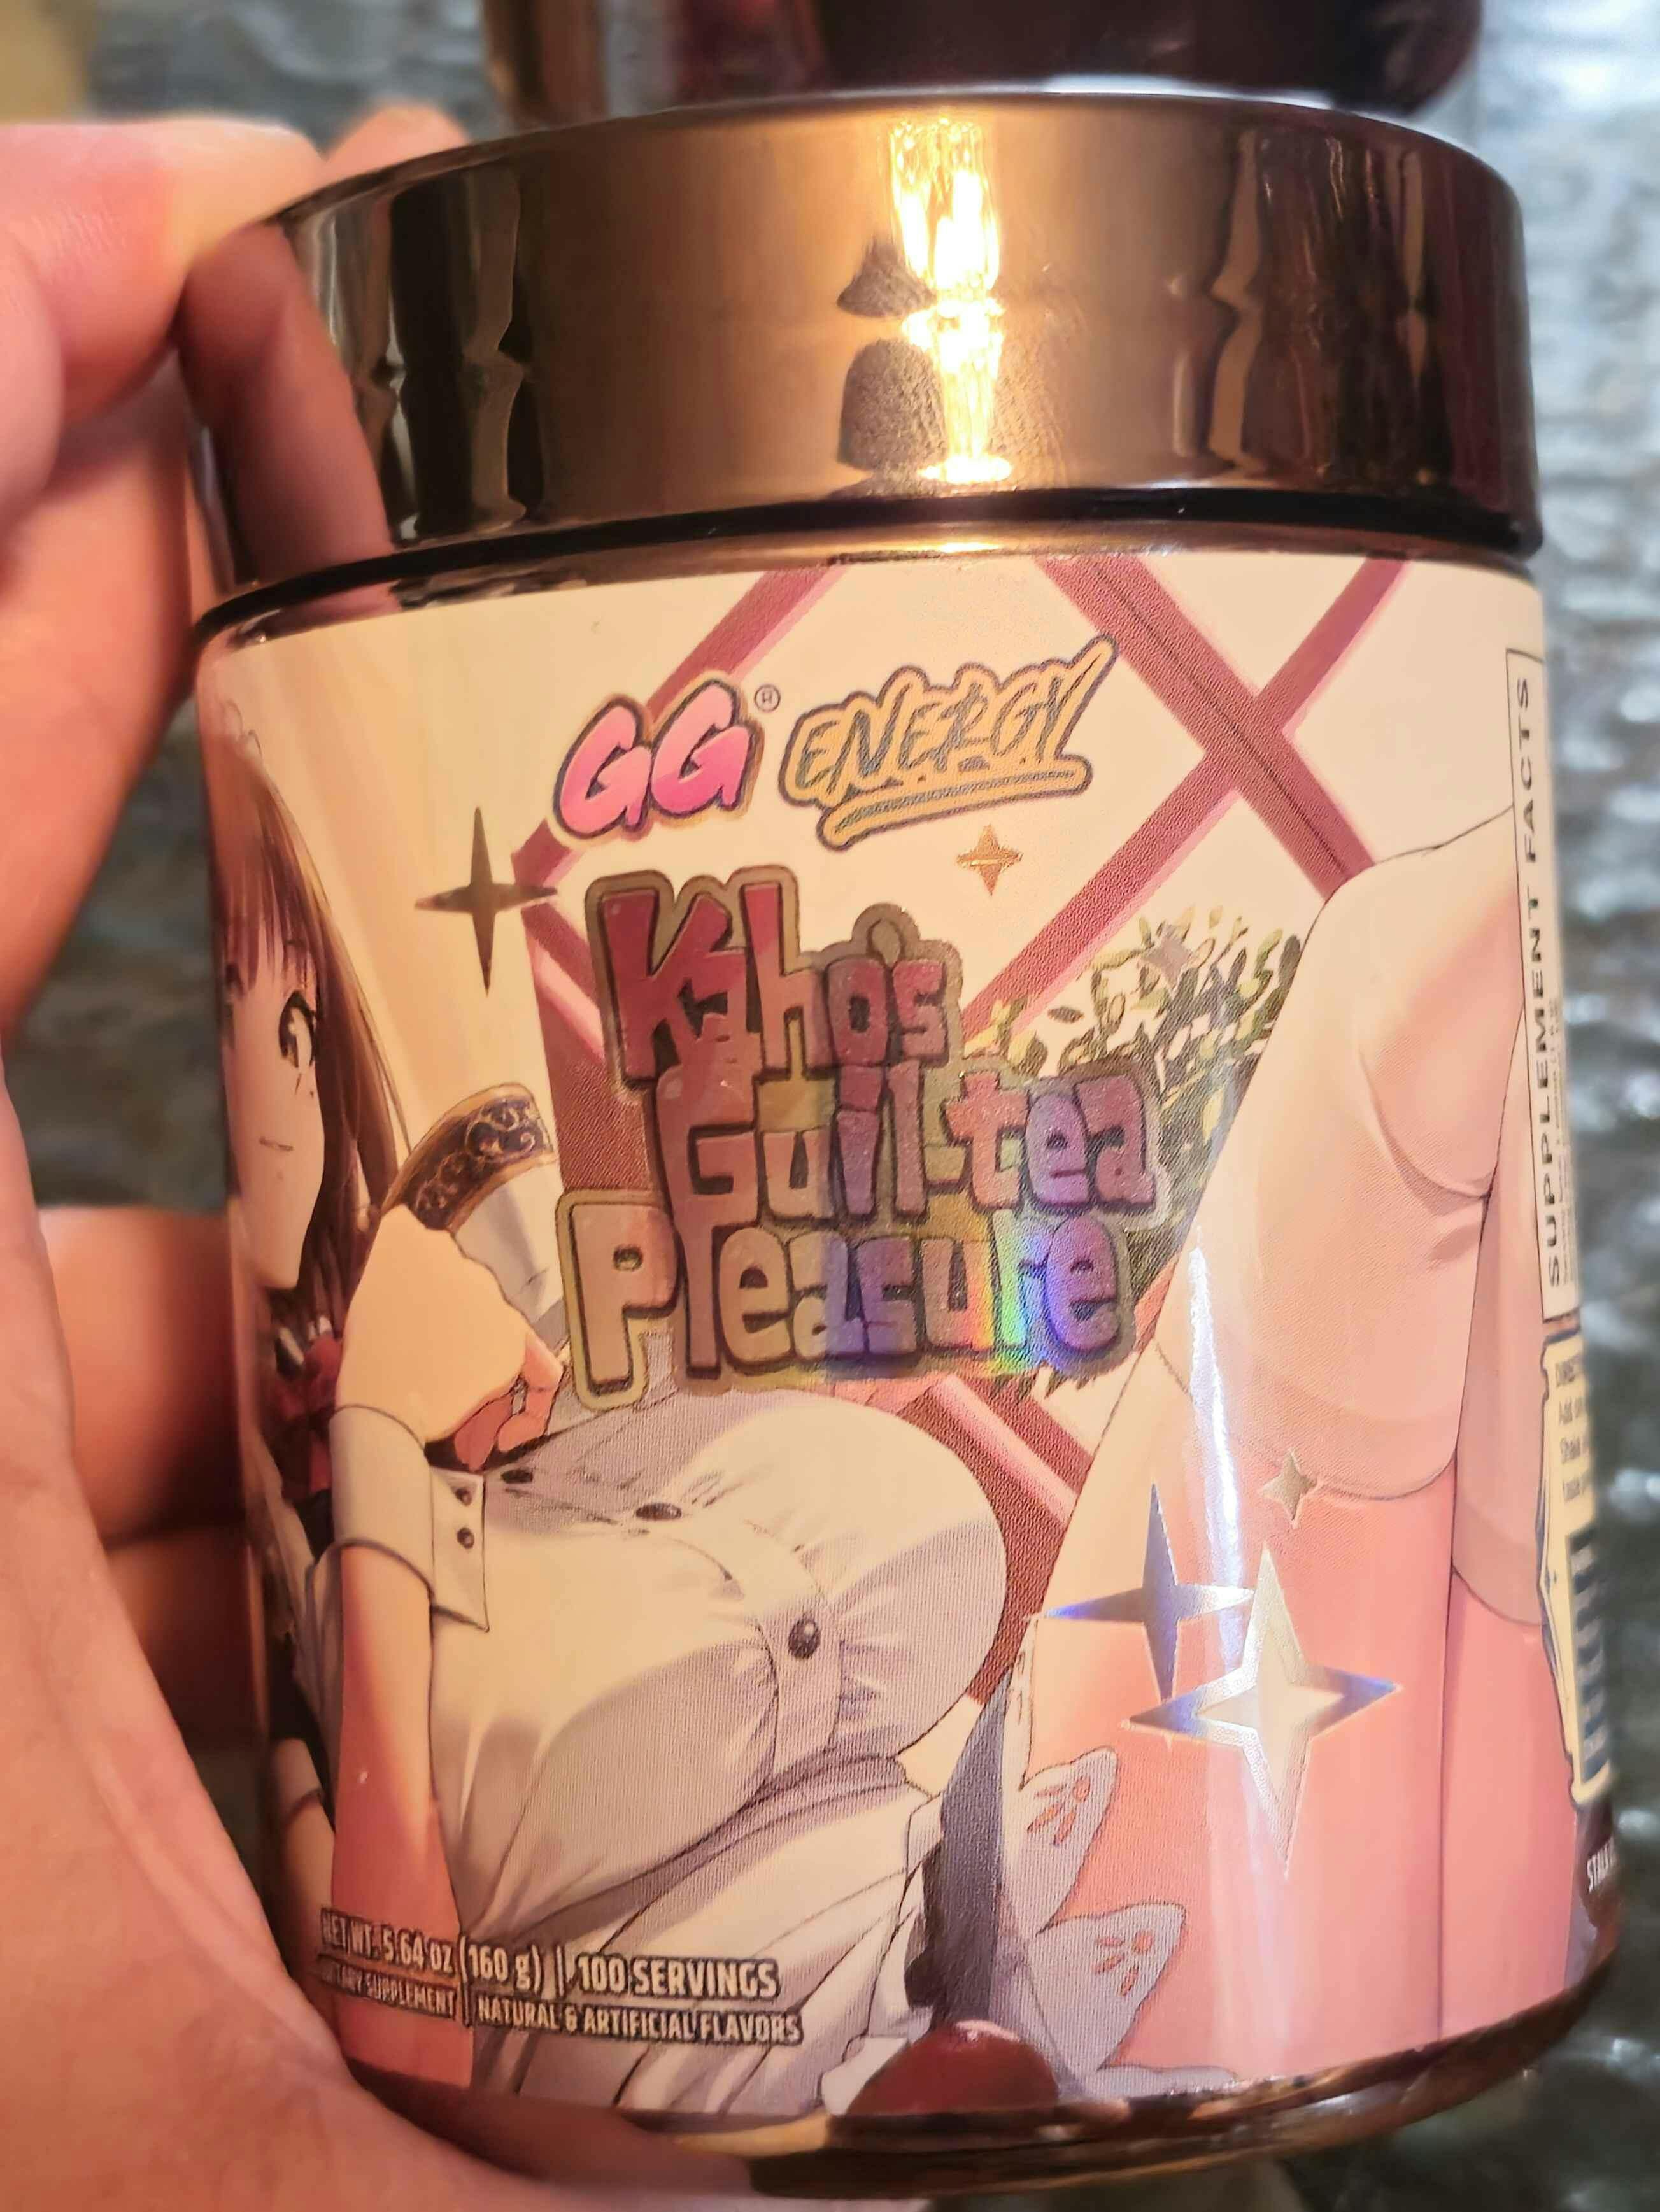 GG® ENERGY
Kaho's
Guil-tea
Pleasure
NET WT. 5.64 OZ (160 g) | 100 SERVINGS
SUPPLEMENT | NATURAL & ARTIFICIAL FLAVORS
SUPPLEMENT FACTS